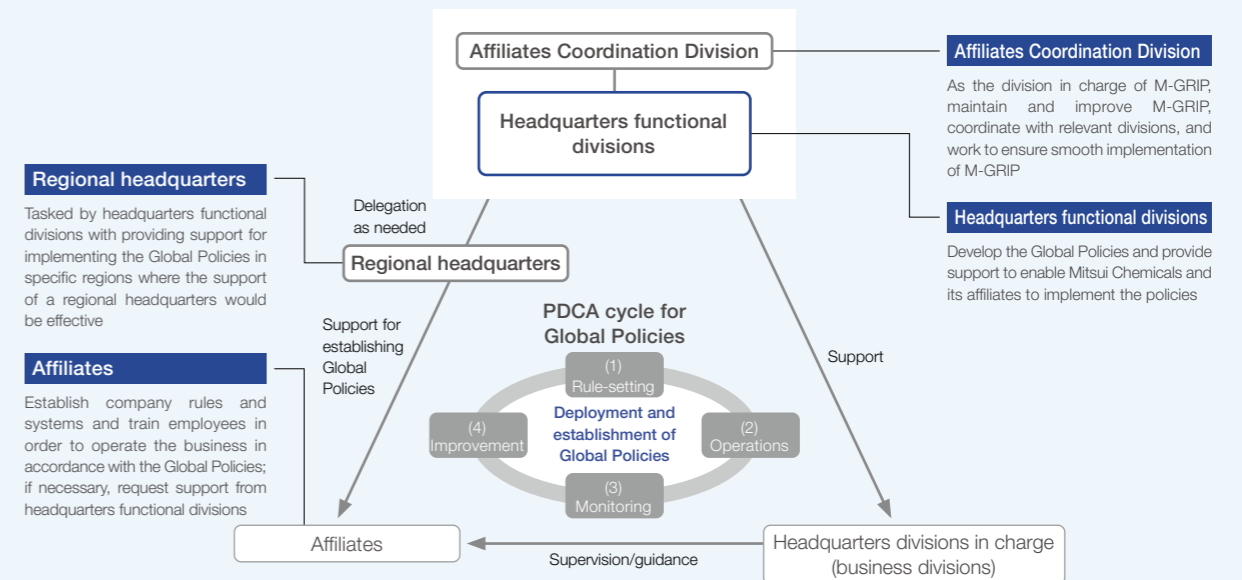 Affiliates Coordination Division
Headquarters functional
divisions
Affiliates Coordination Division
As the division in charge of M-GRIP,
maintain and improve M-GRIP,
coordinate with relevant divisions, and
work to ensure smooth implementation
of M-GRIP
Headquarters functional divisions
Develop the Global Policies and provide
support to enable Mitsui Chemicals and
its affiliates to implement the policies
Regional headquarters
Tasked by headquarters functional
divisions with providing support for
implementing the Global Policies in
specific regions where the support
of a regional headquarters would
be effective
Affiliates
Establish company rules and
systems and train employees in
order to operate the business in
accordance with the Global Policies;
if necessary, request support from
headquarters functional divisions
Delegation
as needed
Regional headquarters
Support for
establishing
Global
Policies
PDCA cycle for
Global Policies
(1)
Rule-setting
(2)
Operations
(3)
Monitoring
(4)
Improvement
Deployment and
establishment of
Global Policies
Support
Affiliates
Supervision/guidance
Headquarters divisions in charge
(business divisions)